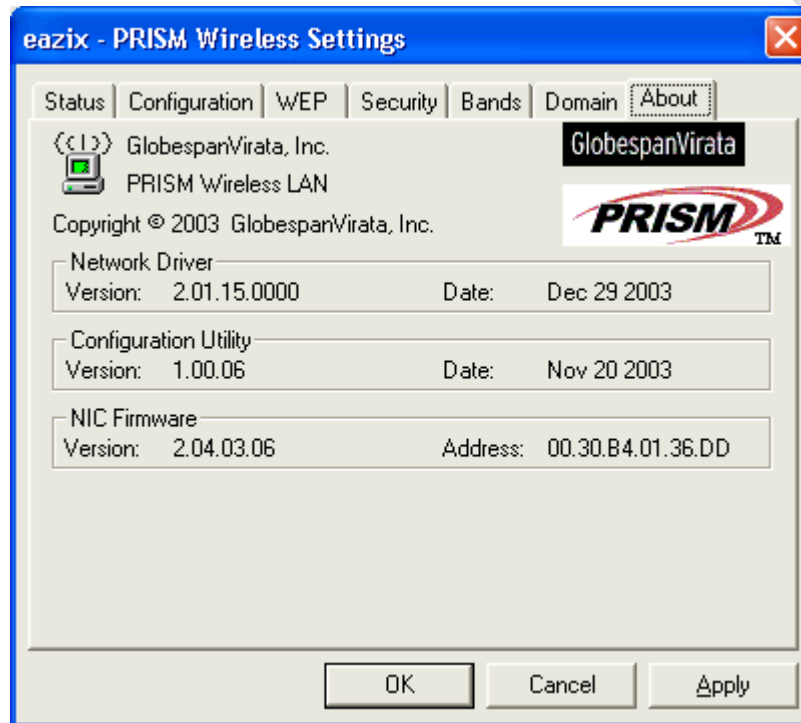 eazix - PRISM Wireless Settings
Status Configuration WEP Security Bands Domain About
GlobespanVirata, Inc.
PRISM Wireless LAN
GlobespanVirata
Copyright © 2003 GlobespanVirata, Inc.
PRISM TM
Network Driver
Version: 2.01.15.0000 Date: Dec 29 2003
Configuration Utility
Version: 1.00.06 Date: Nov 20 2003
NIC Firmware
Version: 2.04.03.06 Address: 00.30.B4.01.36.DD
OK Cancel Apply